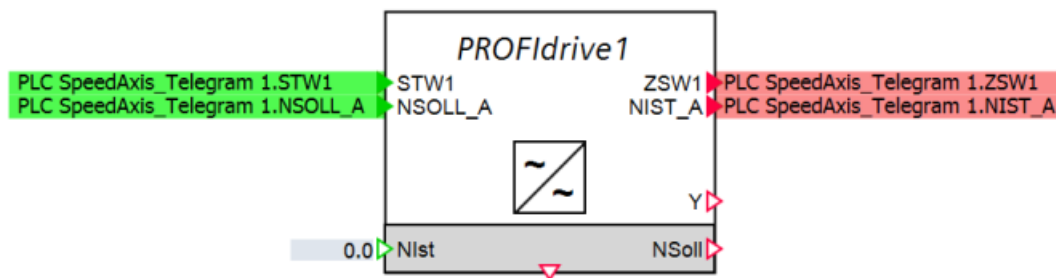 PROFIdrive1
PLC SpeedAxis_Telegram 1.STW1 STW1 ZSW1 PLC SpeedAxis_Telegram 1.ZSW1
PLC SpeedAxis_Telegram 1.NSOLL_A NSOLL_A NIST_A PLC SpeedAxis_Telegram 1.NIST_A
~
~
Y
0.0 NIst NSoll